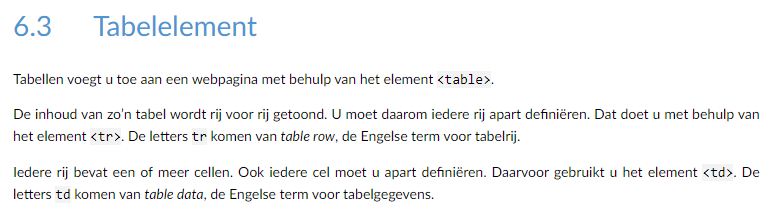 6.3 Tabelelement
Tabellen voegt u toe aan een webpagina met behulp van het element <table>.
De inhoud van zo'n tabel wordt rij voor rij getoond. U moet daarom iedere rij apart definiëren. Dat doet u met behulp van
het element <tr>. De letters tr komen van table row, de Engelse term voor tabelrij.
Iedere rij bevat een of meer cellen. Ook iedere cel moet u apart definiëren. Daarvoor gebruikt u het element <td>. De
letters td komen van table data, de Engelse term voor tabelgegevens.